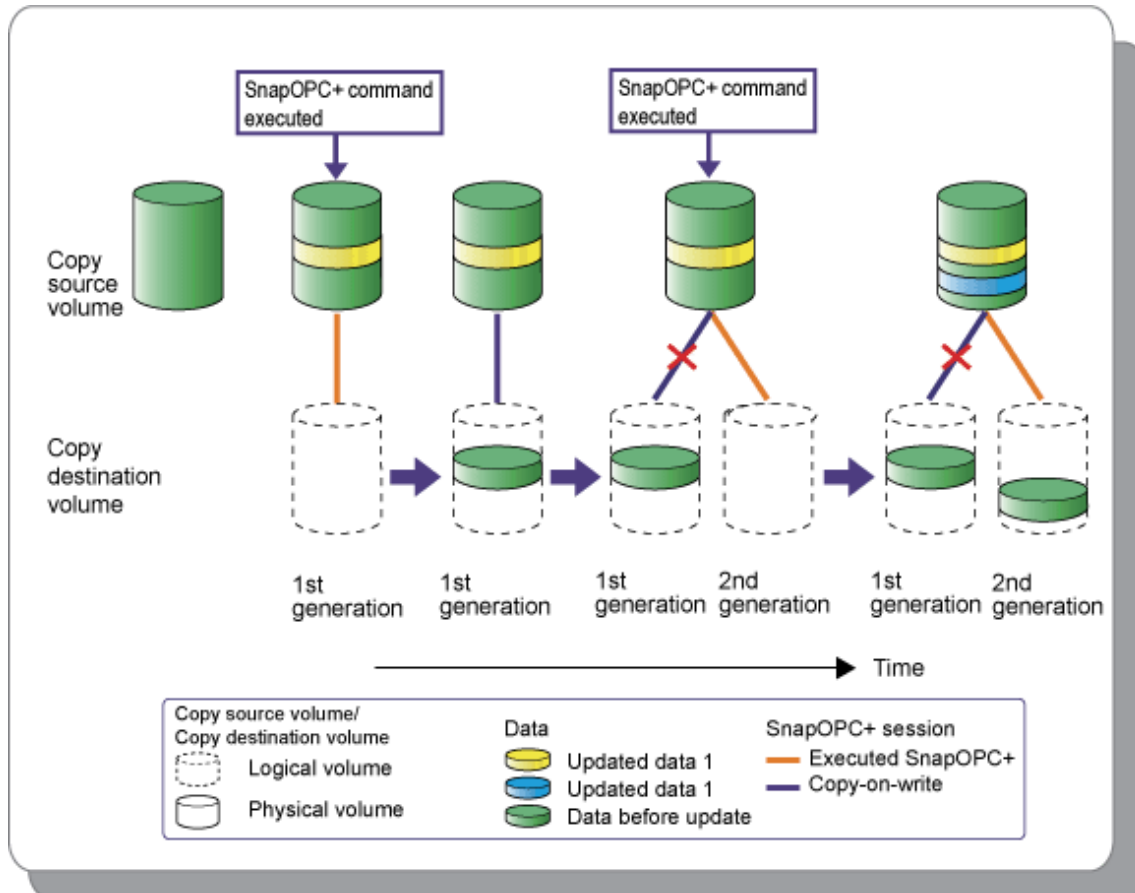 SnapOPC+ command
executed
SnapOPC+ command
executed
Copy
source
volume
Copy
destination
volume
1st
generation
1st
generation
1st
generation
2nd
generation
1st
generation
2nd
generation
Time
Copy source volume/
Copy destination volume
Logical volume
Physical volume
Data
Updated data 1
Updated data 1
Data before update
SnapOPC+ session
Executed SnapOPC+
Copy-on-write